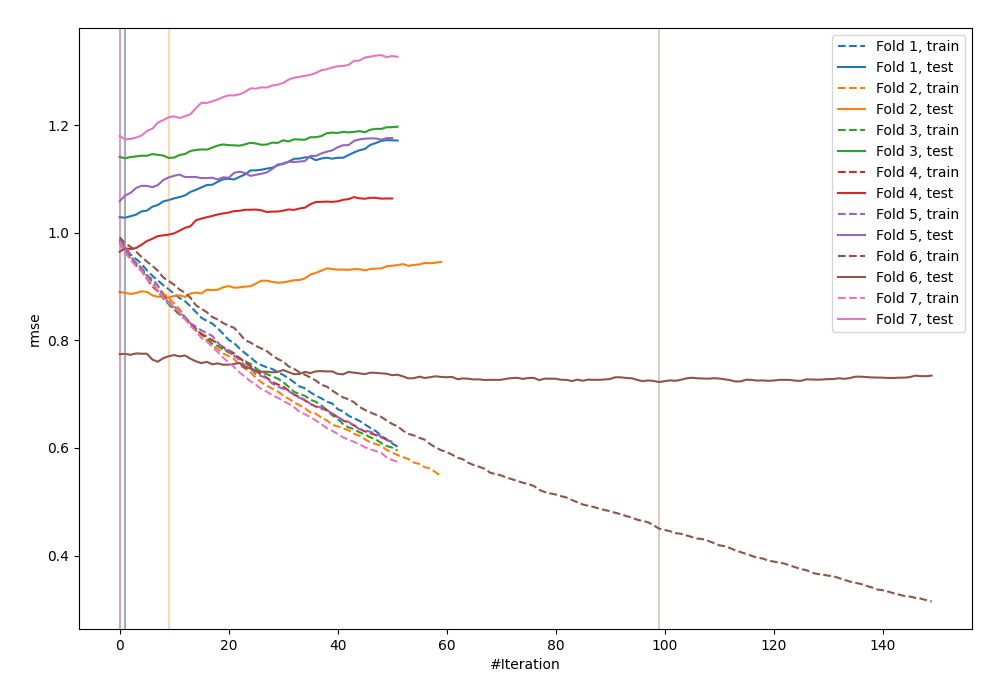 Fold 1, train
Fold 1, test
Fold 2, train
Fold 2, test
Fold 3, train
Fold 3, test
Fold 4, train
Fold 4, test
Fold 5, train
Fold 5, test
Fold 6, train
Fold 6, test
Fold 7, train
Fold 7, test
rmse
1.2
1.0
0.8
0.6
0.4
0 20 40 60 80 100 120 140
#Iteration